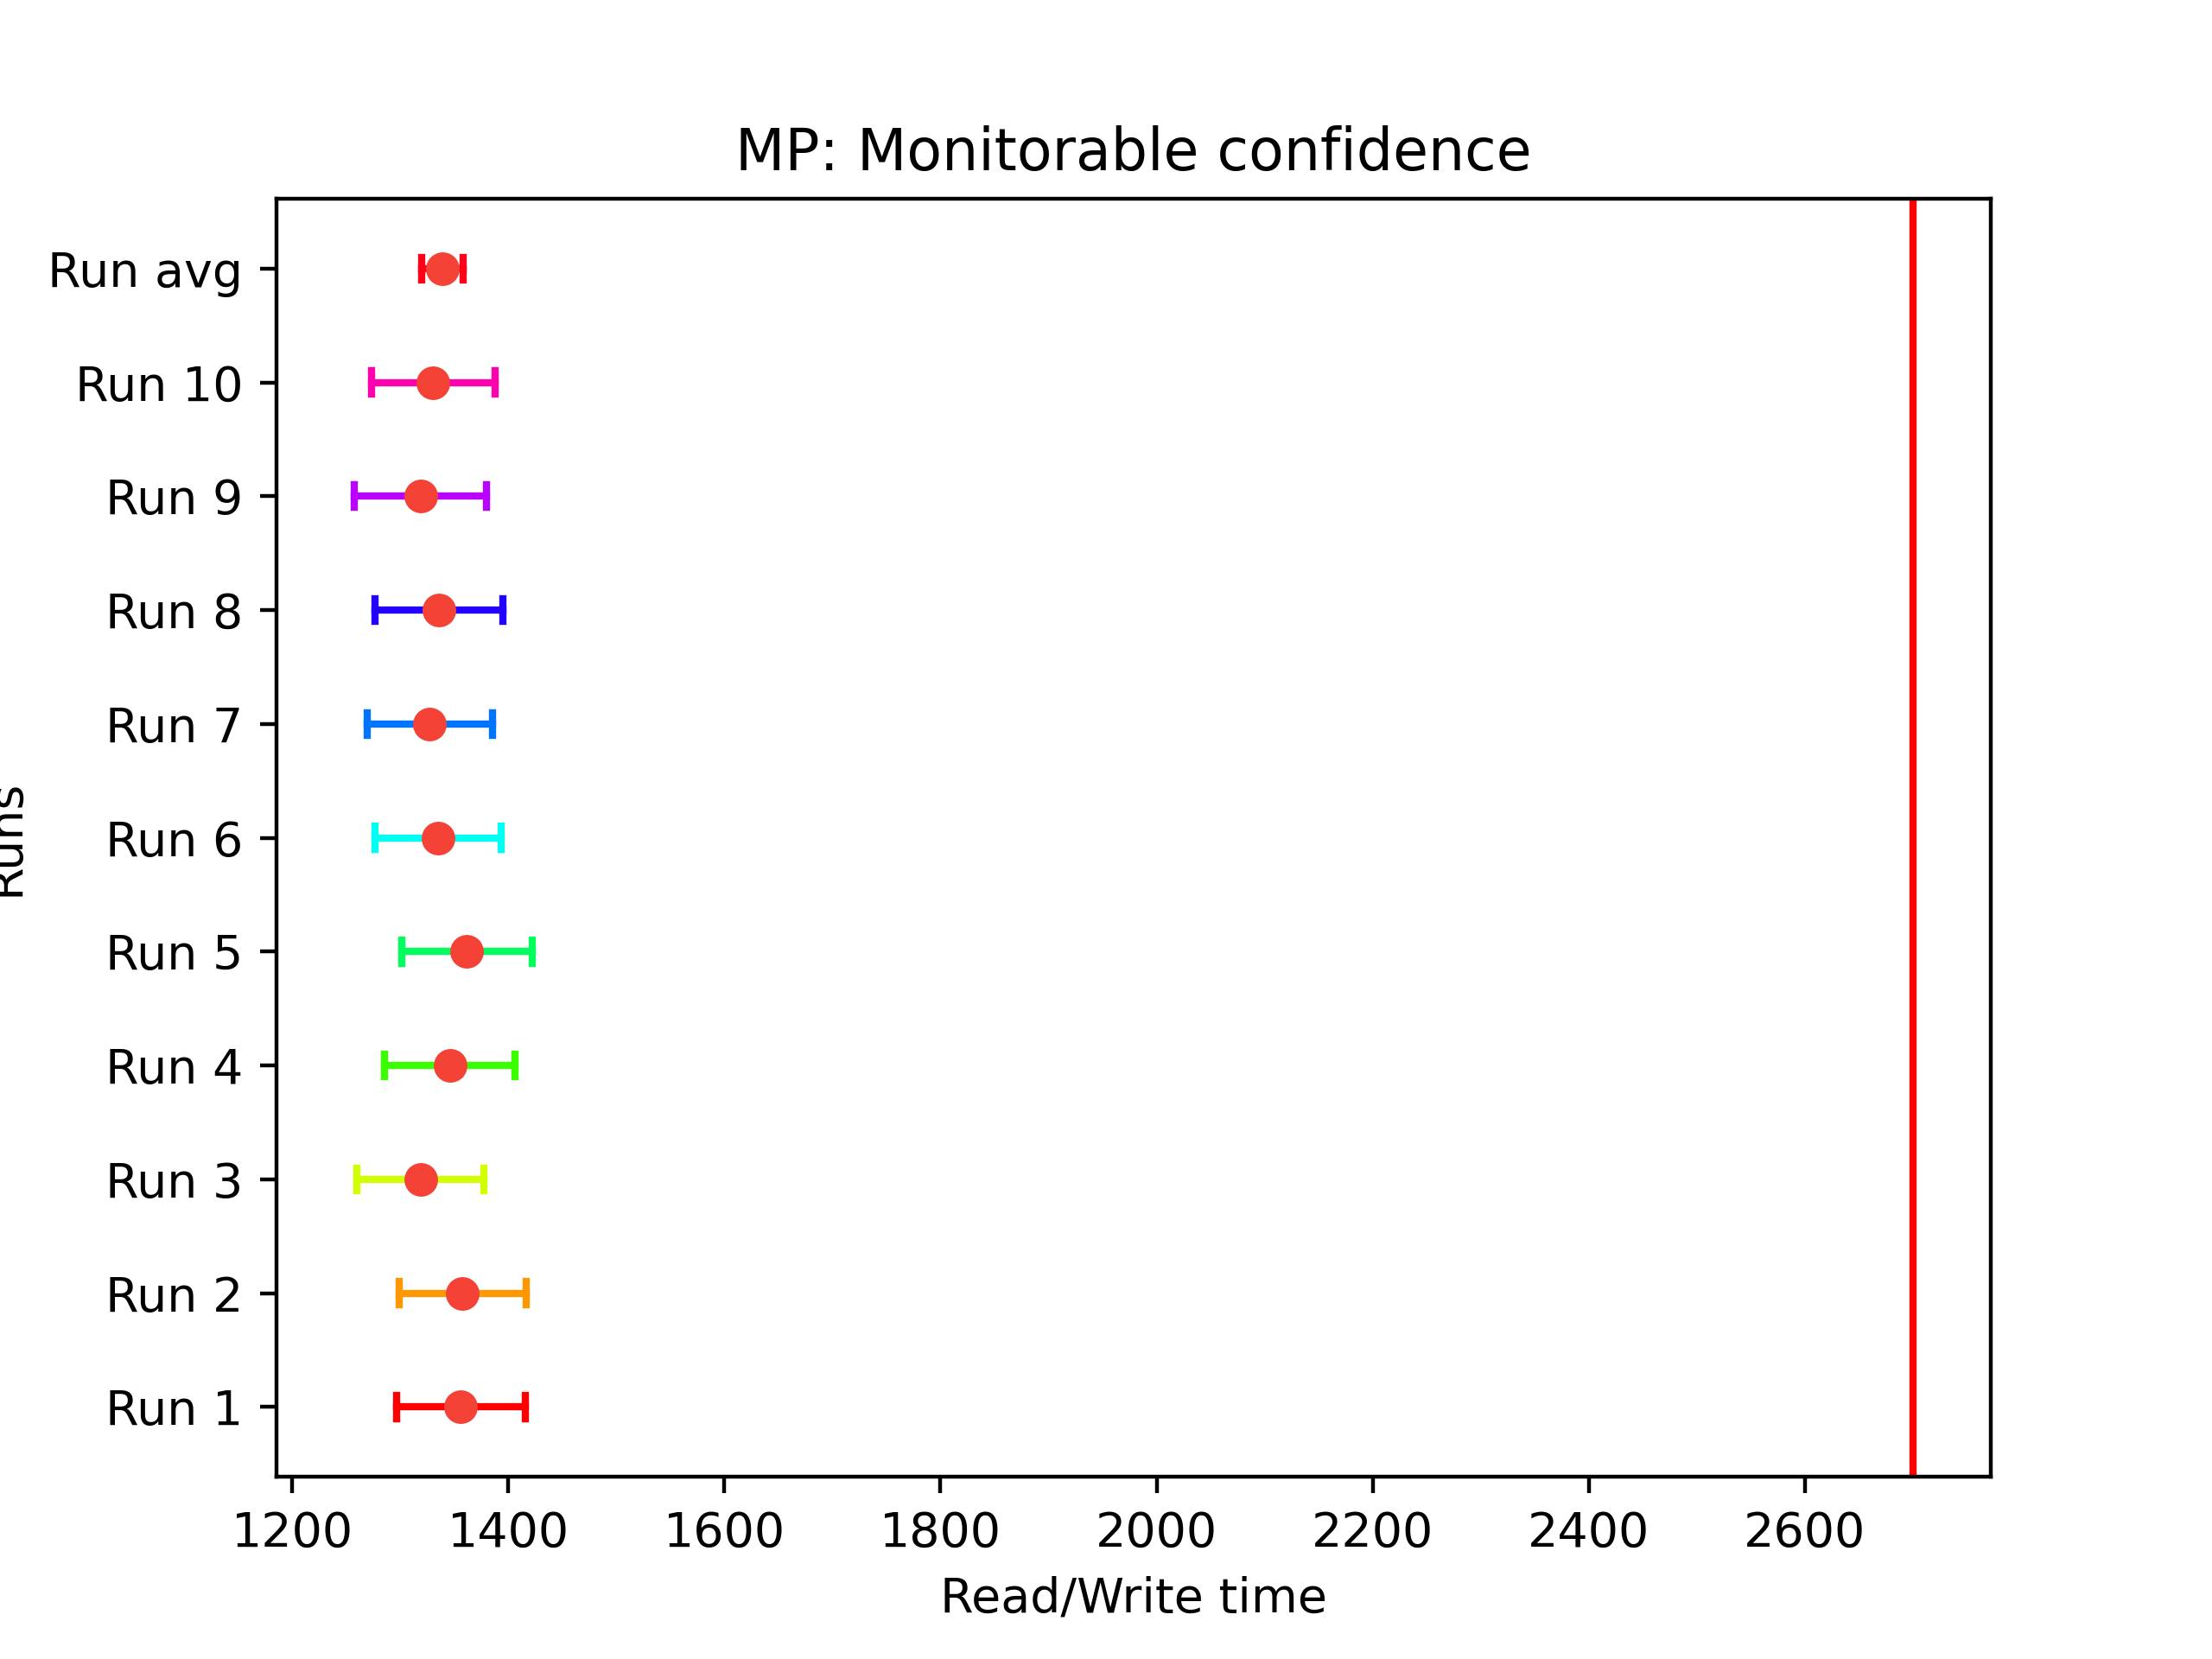 MP: Monitorable confidence
Run avg
Run 10
Run 9
Run 8
Run 7
Run 6
Run 5
Run 4
Run 3
Run 2
Run 1
Runs
1200 1400 1600 1800 2000 2200 2400 2600
Read/Write time